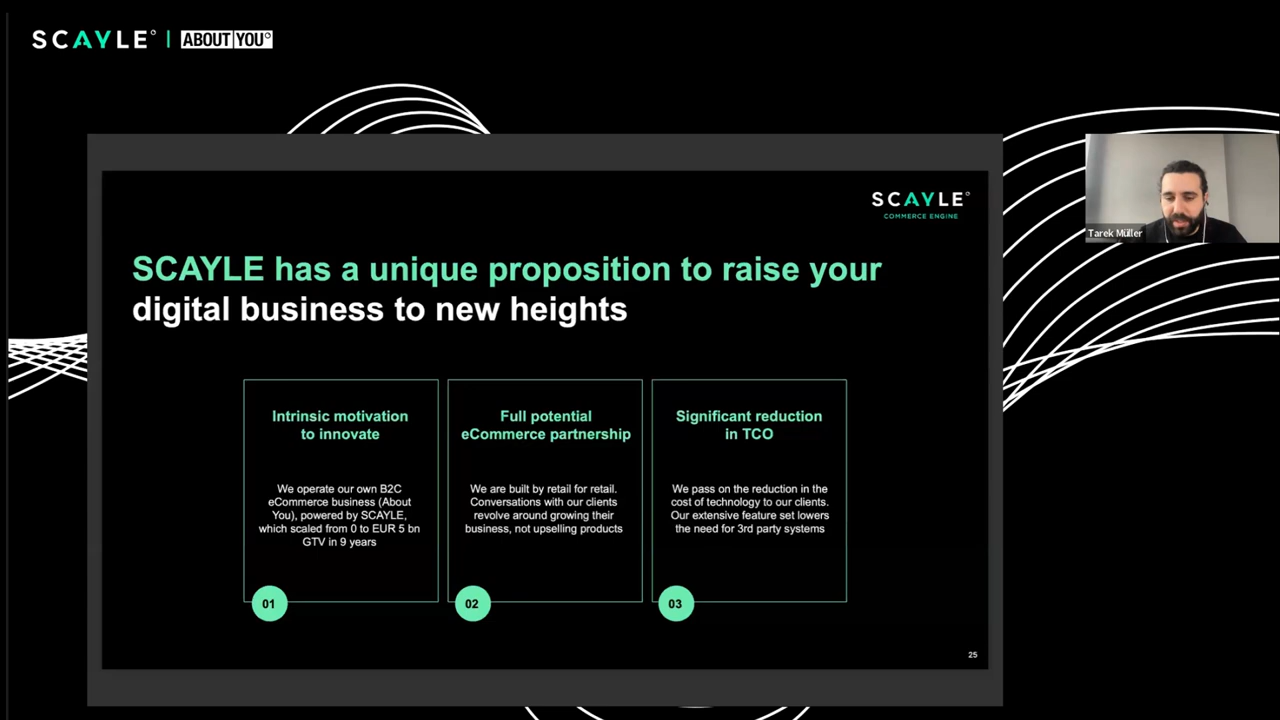 SCAYLE | ABOUT YOU
SCAYLE
COMMERCE ENGINE
Tarek Müller
SCAYLE has a unique proposition to raise your
digital business to new heights
Intrinsic motivation
to innovate
We operate our own B2C
eCommerce business (About
You), powered by SCAYLE,
which scaled from 0 to EUR 5 bn
GTV in 9 years
01
Full potential
eCommerce partnership
We are built by retail for retail.
Conversations with our clients
revolve around growing their
business, not upselling products
02
Significant reduction
in TCO
We pass on the reduction in the
cost of technology to our clients.
Our extensive feature set lowers
the need for 3rd party systems
03
25